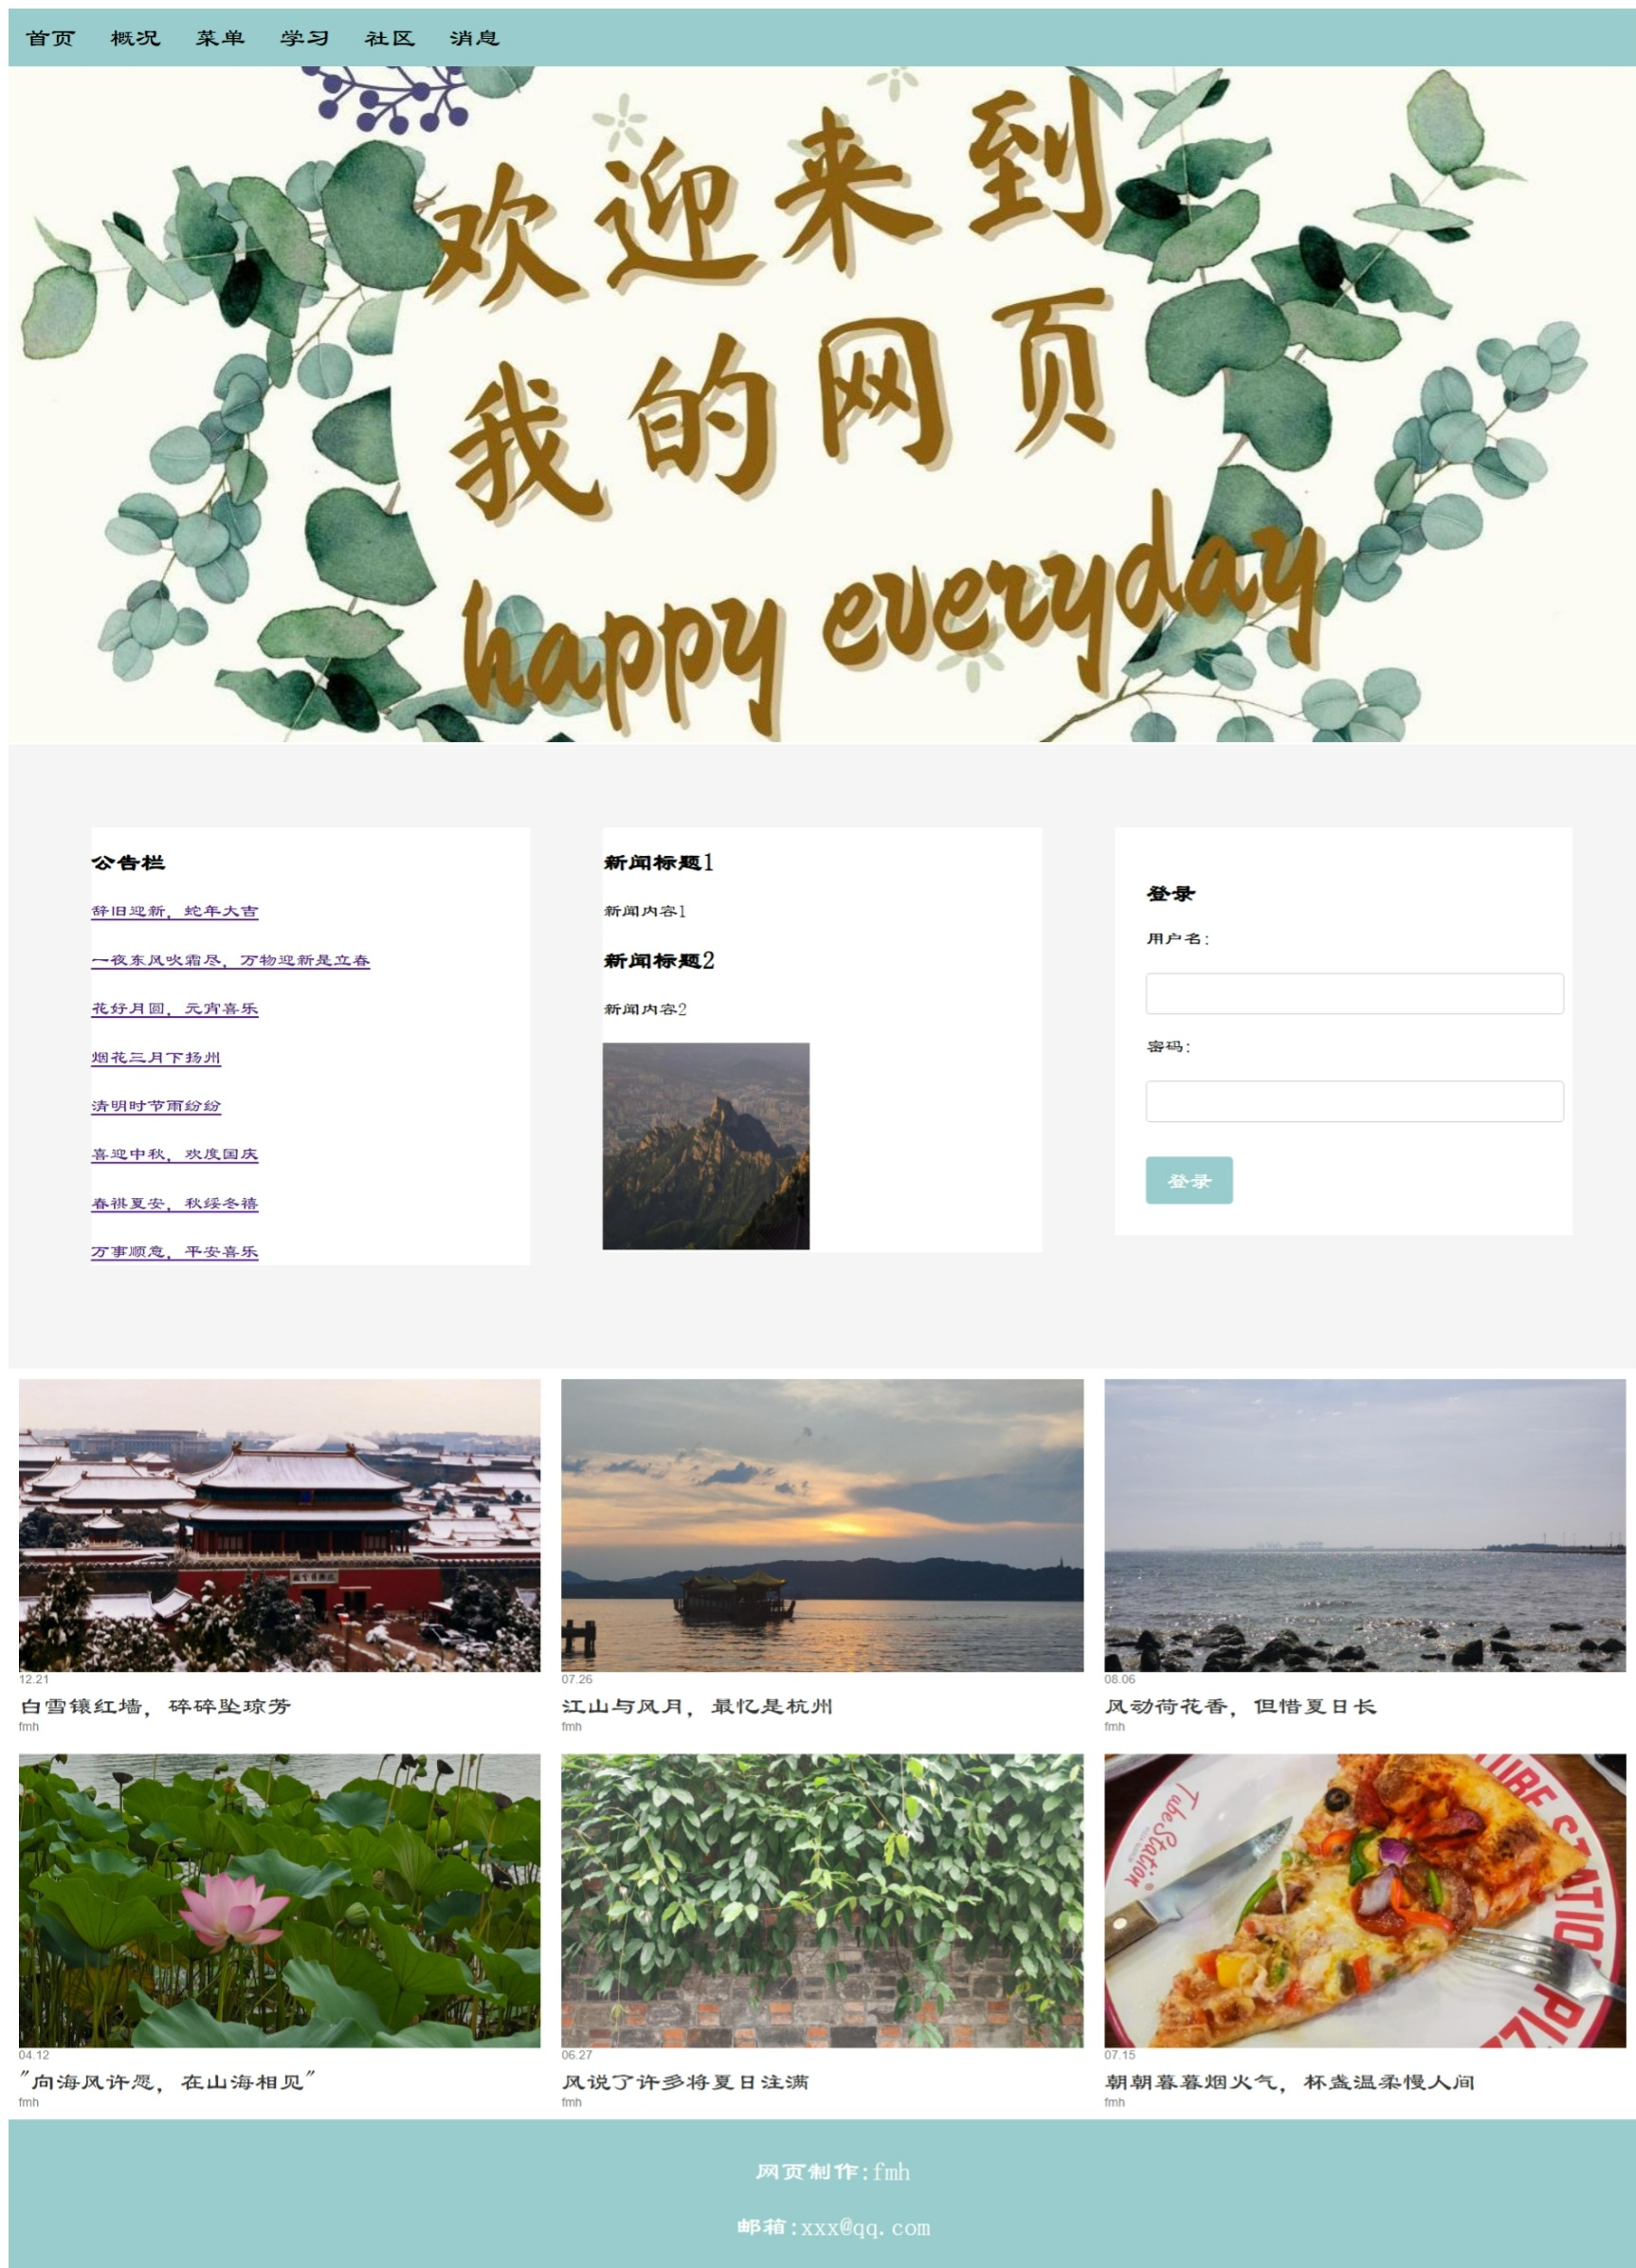 首页 概况 菜单 学习 社区 消息
欢迎来到
我的网页
happy everyday
公告栏
辞旧迎新，蛇年大吉
一夜东风吹霜尽，万物迎新是立春
花好月圆，元宵喜乐
烟花三月下扬州
清明时节雨纷纷
喜迎中秋，欢度国庆
春祺夏安，秋绥冬禧
万事顺意，平安喜乐
新闻标题1
新闻内容1
新闻标题2
新闻内容2
登录
用户名：
密码：
登录
12.21
白雪镶红墙，碎碎坠琼芳
fmh
07.26
江山与风月，最忆是杭州
fmh
08.06
风动荷花香，但惜夏日长
fmh
Tube Station
04.12
"向海风许愿，在山海相见"
fmh
06.27
风说了许多将夏日注满
fmh
07.15
朝朝暮暮烟火气，杯盏温柔慢人间
fmh
网页制作:fmh
邮箱:xxx@qq.com